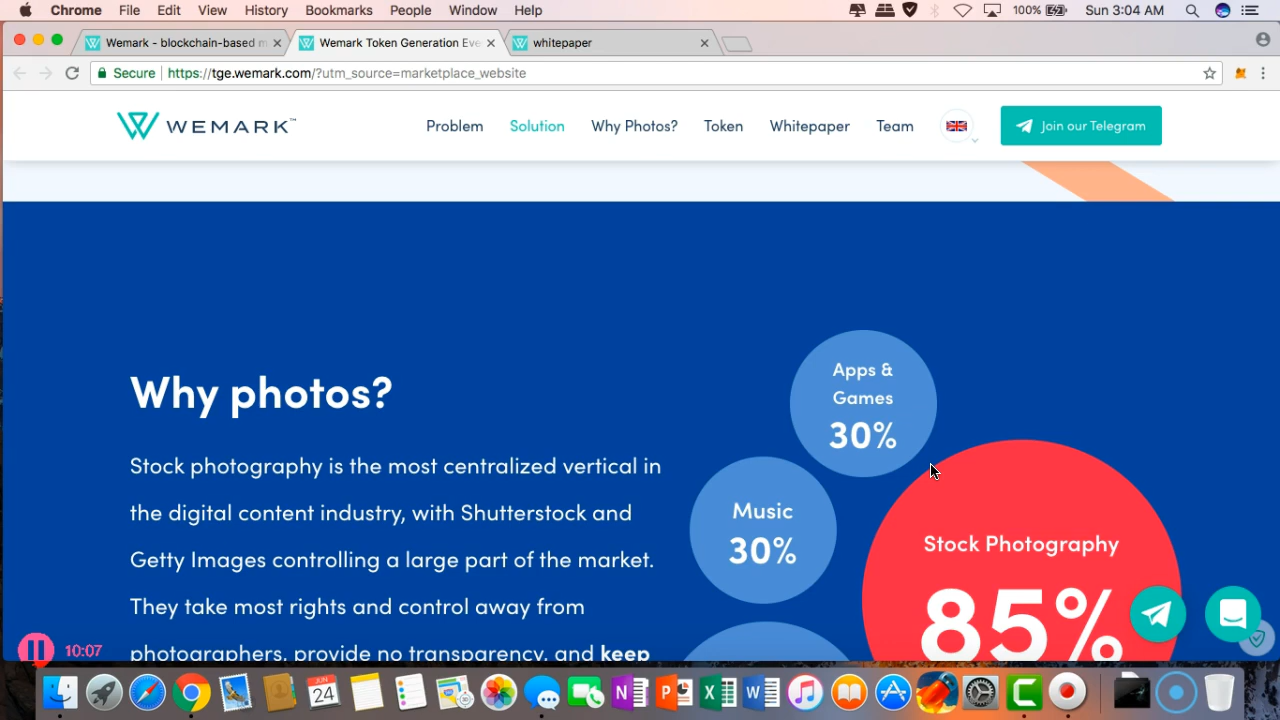 Chrome File Edit View History Bookmarks People Window Help 100% Sun 3:04 AM
Wemark - blockchain-based m
Wemark Token Generation Eve
whitepaper
Secure https://tge.wemark.com/?utm_source=marketplace_website
WEMARK™
Problem Solution Why Photos? Token Whitepaper Team
Join our Telegram
Why photos?
Stock photography is the most centralized vertical in
the digital content industry, with Shutterstock and
Getty Images controlling a large part of the market.
They take most rights and control away from
photographers, provide no transparency, and keep
Apps &
Games
30%
Music
30%
Stock Photography
85%
10:07
JUN
24
N
P
X
W
C